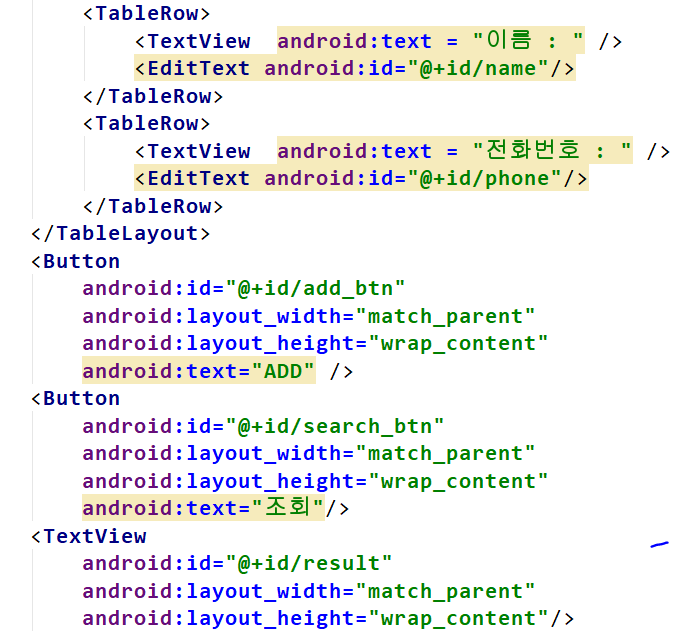 <TableRow>
<TextView  android:text = "이름 : " />
<EditText android:id="@+id/name"/>
</TableRow>
<TableRow>
<TextView  android:text = "전화번호 : " />
<EditText android:id="@+id/phone"/>
</TableRow>
</TableLayout>
<Button
android:id="@+id/add_btn"
android:layout_width="match_parent"
android:layout_height="wrap_content"
android:text="ADD" />
<Button
android:id="@+id/search_btn"
android:layout_width="match_parent"
android:layout_height="wrap_content"
android:text="조회"/>
<TextView
android:id="@+id/result"
android:layout_width="match_parent"
android:layout_height="wrap_content"/>